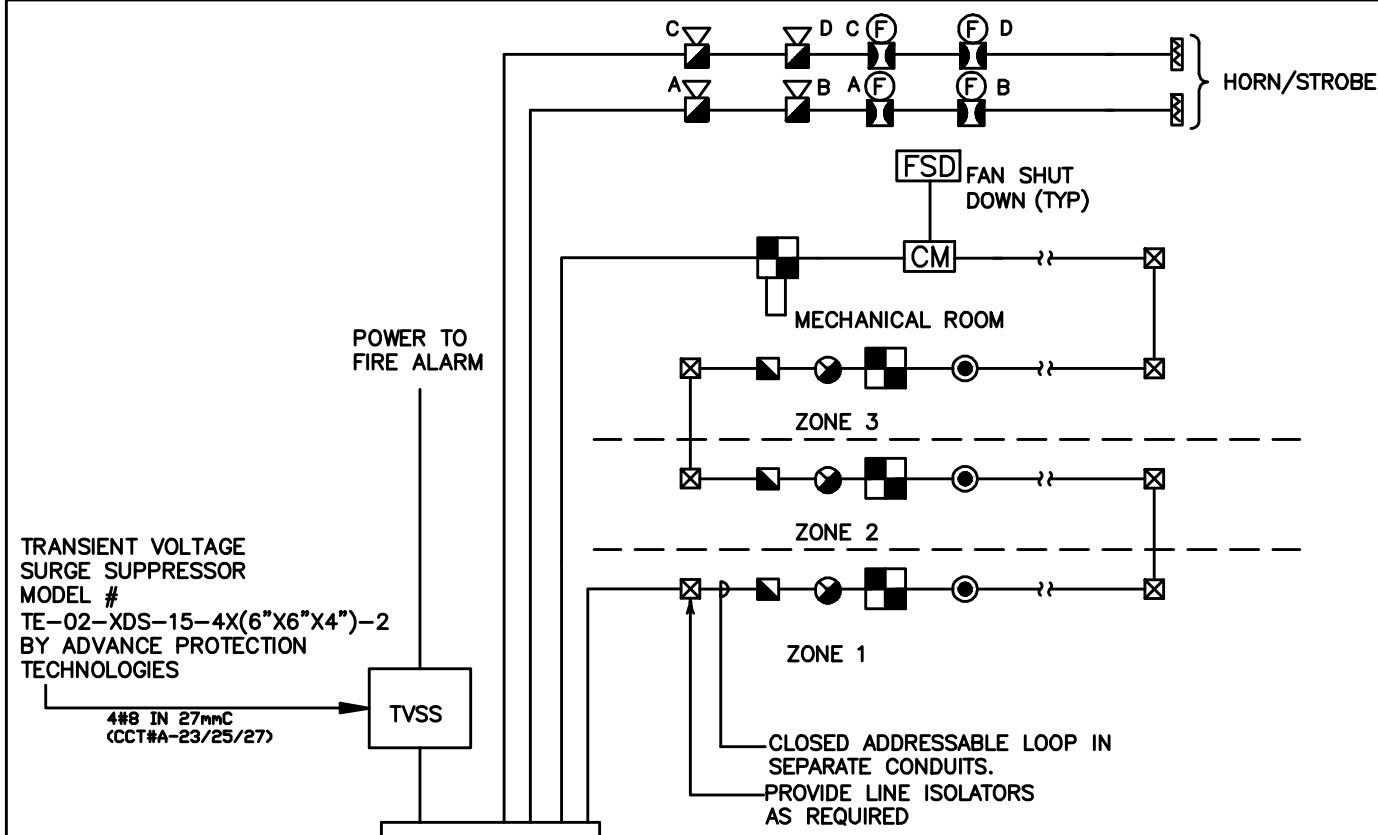 C D C F F D
A B A F F B
HORN/STROBE
FSD
FAN SHUT
DOWN (TYP)
CM
MECHANICAL ROOM
POWER TO
FIRE ALARM
ZONE 3
ZONE 2
TRANSIENT VOLTAGE
SURGE SUPPRESSOR
MODEL #
TE-02-XDS-15-4X(6"X6"X4")-2
BY ADVANCE PROTECTION
TECHNOLOGIES
ZONE 1
4#8 IN 27mmC
(CCT#A-23/25/27)
TVSS
CLOSED ADDRESSABLE LOOP IN
SEPARATE CONDUITS.
PROVIDE LINE ISOLATORS
AS REQUIRED